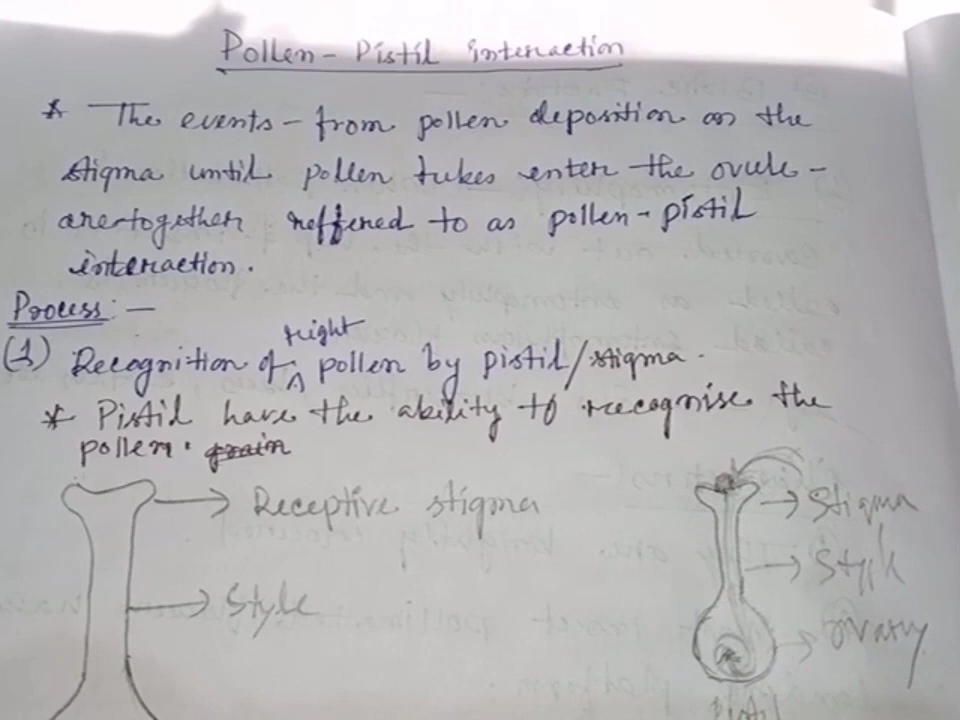 Pollen - Pistil interaction
* The events - from pollen deposition on the
stigma until pollen tubes enter the ovule -
are together reffered to as pollen - pistil
interaction.
Process: -
right
(1) Recognition of ^ pollen by pistil/stigma.
* Pistil have the ability to recognise the
pollen. grain
Receptive stigma
Stigma
Style
Style
Ovary
Pistil